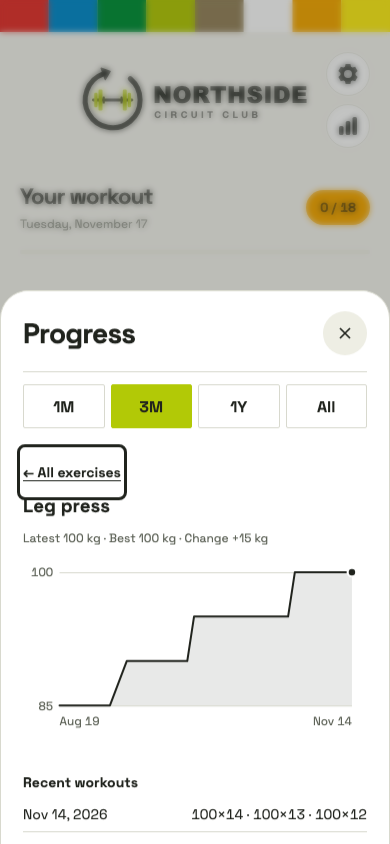 NORTHSIDE
CIRCUIT CLUB
Your workout
0 / 18
Tuesday, November 17
Progress
×
1M 3M 1Y All
← All exercises
Leg press
Latest 100 kg · Best 100 kg · Change +15 kg
100
85
Aug 19 Nov 14
Recent workouts
Nov 14, 2026 100×14 · 100×13 · 100×12